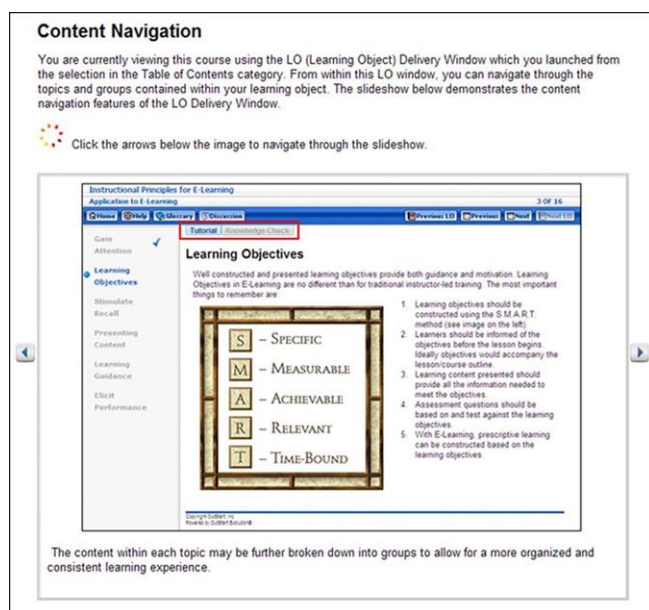 Content Navigation
You are currently viewing this course using the LO (Learning Object) Delivery Window which you launched from
the selection in the Table of Contents category. From within this LO window, you can navigate through the
topics and groups contained within your learning object. The slideshow below demonstrates the content
navigation features of the LO Delivery Window.
Click the arrows below the image to navigate through the slideshow.
Instructional Principles for E-Learning
Application to E-Learning 3 OF 16
Home Help Glossary Discussion Previous LO Previous Next Next LO
Tutorial Knowledge Check
Gain
Attention
Learning
Objectives
Stimulate
Recall
Presenting
Content
Learning
Guidance
Elicit
Performance
Learning Objectives
Well constructed and presented learning objectives provide both guidance and motivation. Learning
Objectives in E-Learning are no different than for traditional instructor-led training. The most important
things to remember are
S – SPECIFIC
M – MEASURABLE
A – ACHIEVABLE
R – RELEVANT
T – TIME-BOUND
1. Learning objectives should be
constructed using the S.M.A.R.T.
method (see image on the left).
2. Learners should be informed of the
objectives before the lesson begins.
Ideally objectives would accompany the
lesson/course outline.
3. Learning content presented should
provide all the information needed to
meet the objectives.
4. Assessment questions should be
based on and test against the learning
objectives.
5. With E-Learning, prescriptive learning
can be constructed based on the
learning objectives.
Copyright OutStart, Inc.
Powered by OutStart Evolution®
The content within each topic may be further broken down into groups to allow for a more organized and
consistent learning experience.